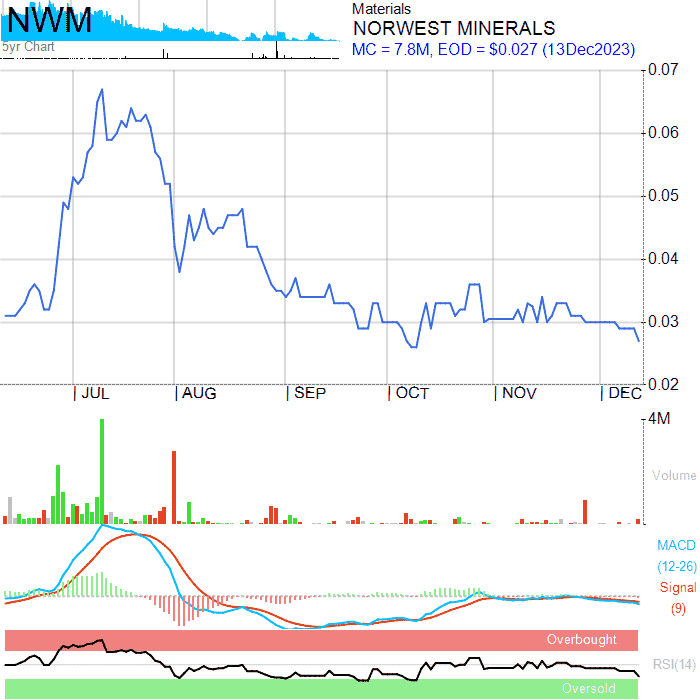 NWM
5yr Chart
Materials
NORWEST MINERALS
MC = 7.8M, EOD = $0.027 (13Dec2023)
0.07
0.06
0.05
0.04
0.03
0.02
JUL AUG SEP OCT NOV DEC
4M
Volume
MACD
(12-26)
Signal
(9)
Overbought
RSI(14)
Oversold